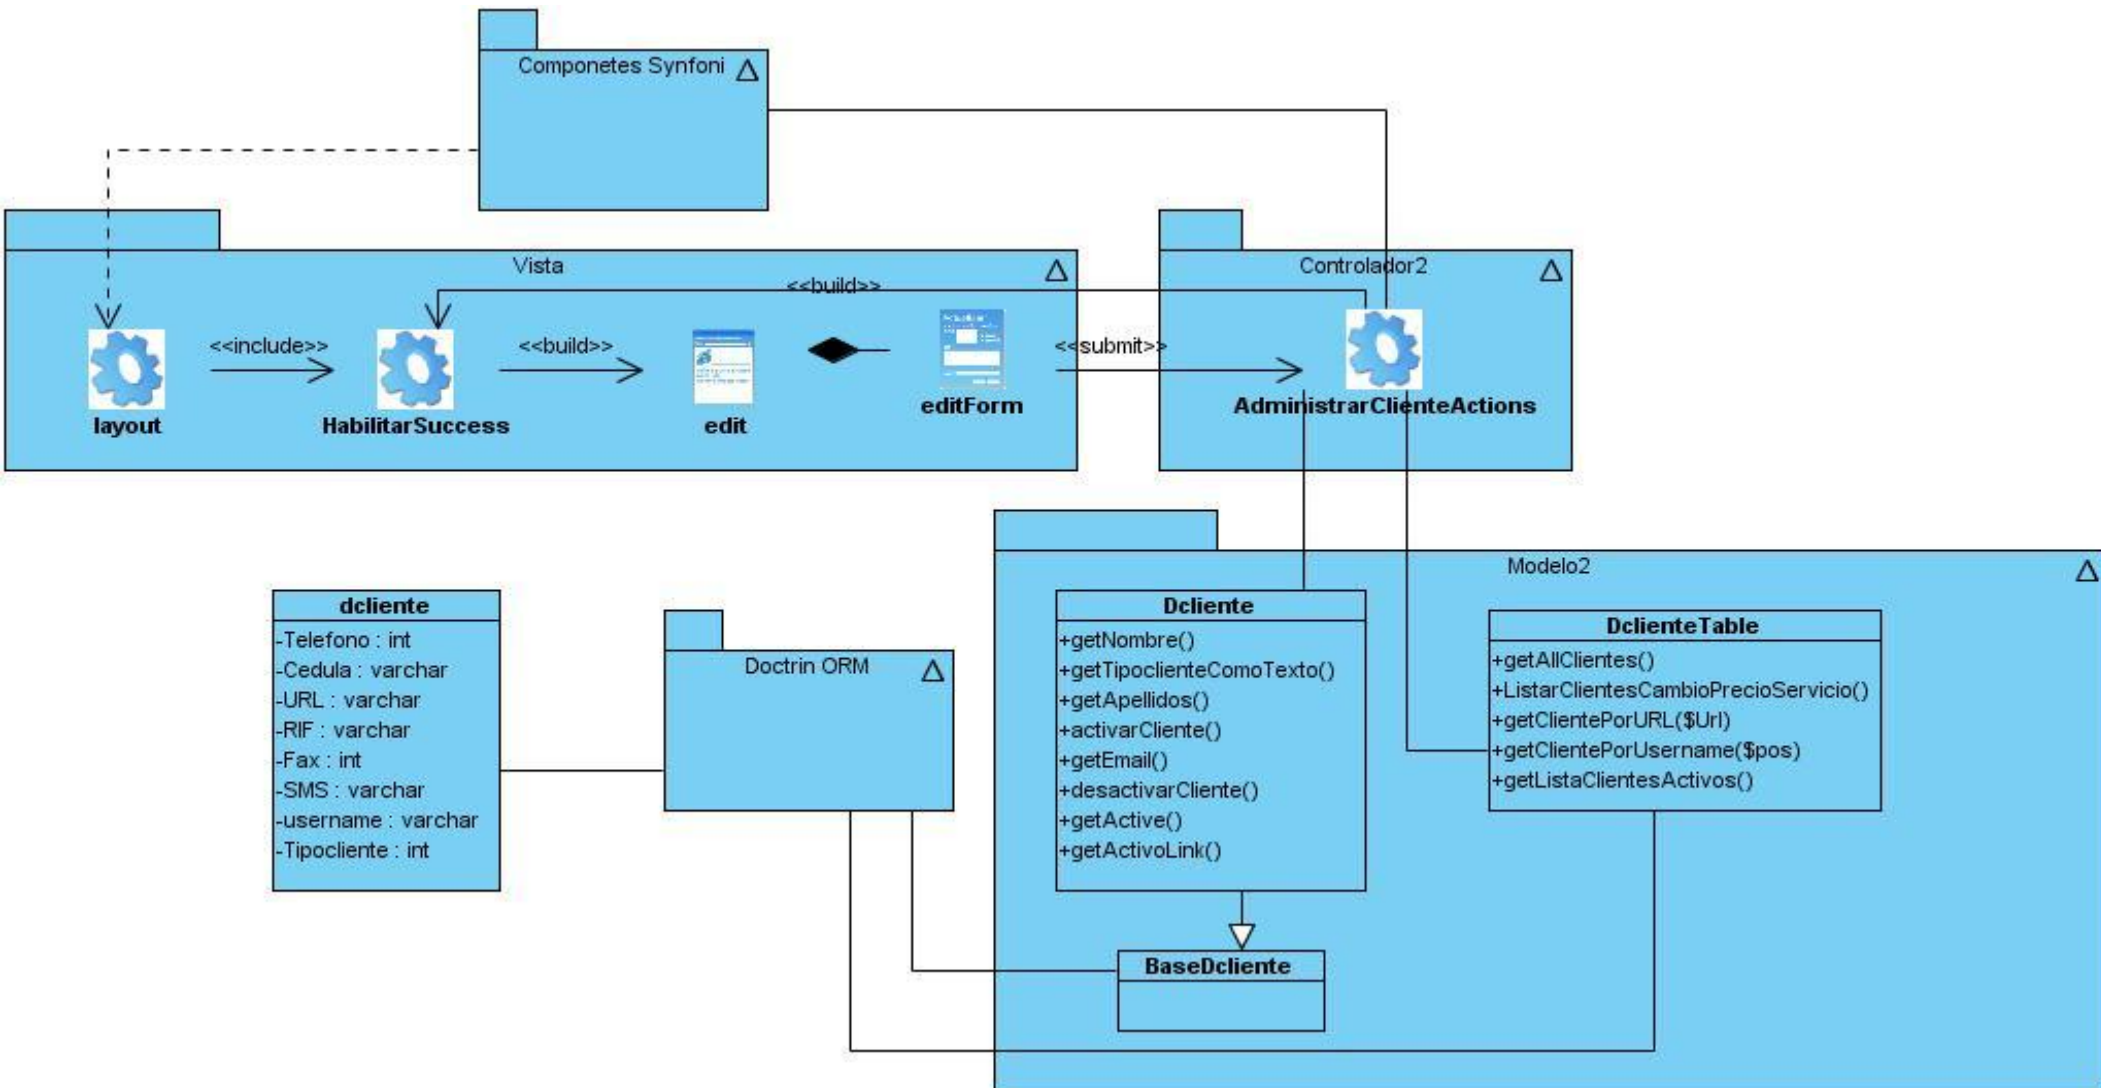 Componetes Synfoni
Vista
Controlador2
<<build>>
<<include>>
<<build>>
<<submit>>
layout
HabilitarSuccess
edit
editForm
AdministrarClienteActions
Modelo2
dcliente
-Telefono : int
-Cedula : varchar
-URL : varchar
-RIF : varchar
-Fax : int
-SMS : varchar
-username : varchar
-Tipocliente : int
Doctrin ORM
Dcliente
+getNombre()
+getTipoclienteComoTexto()
+getApellidos()
+activarCliente()
+getEmail()
+desactivarCliente()
+getActive()
+getActivoLink()
DclienteTable
+getAllClientes()
+ListarClientesCambioPrecioServicio()
+getClientePorURL($Url)
+getClientePorUsername($pos)
+getListaClientesActivos()
BaseDcliente